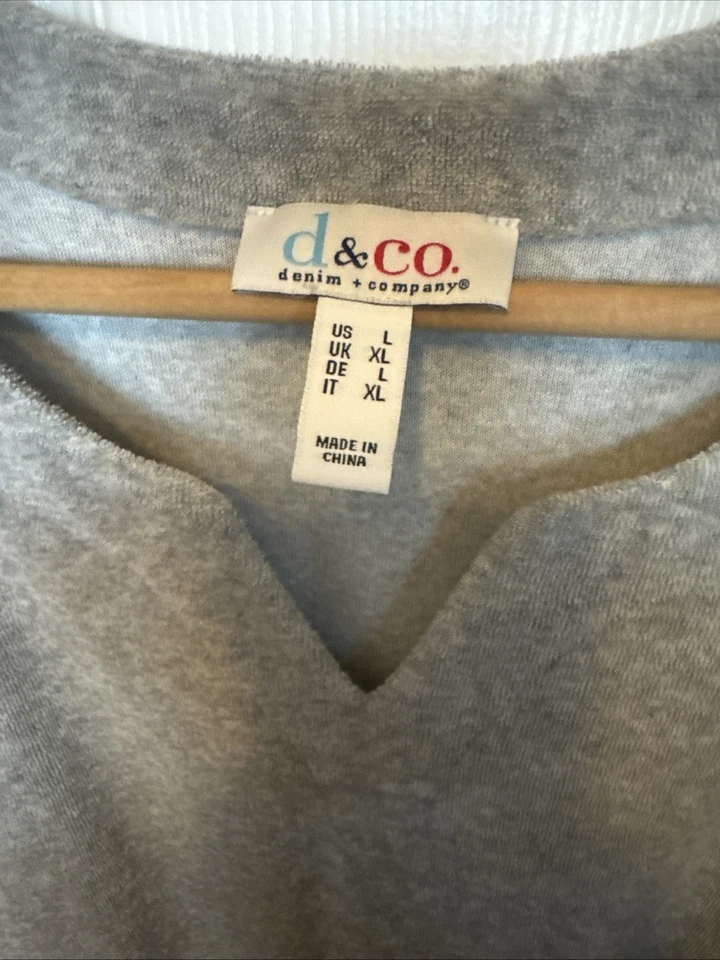 d&co.
denim + company®
US L
UK XL
DE L
IT XL
MADE IN
CHINA